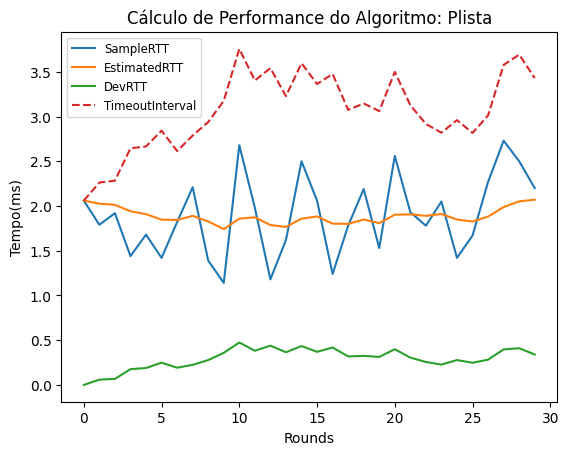 Cálculo de Performance do Algoritmo: Plista
SampleRTT
EstimatedRTT
DevRTT
TimeoutInterval
Tempo(ms)
3.5
3.0
2.5
2.0
1.5
1.0
0.5
0.0
0 5 10 15 20 25 30
Rounds